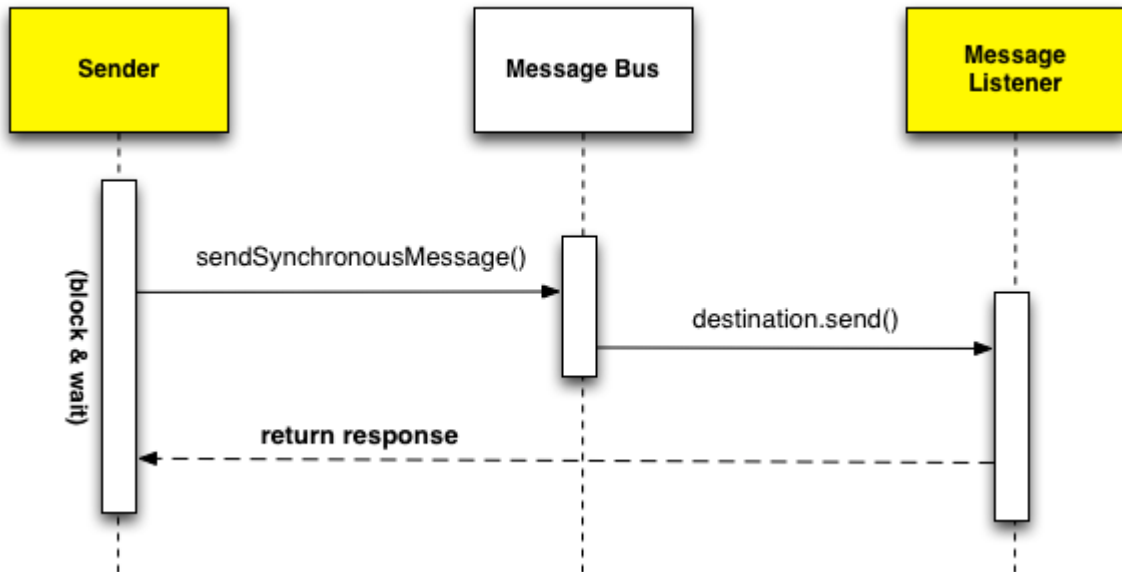 Sender
Message Bus
Message
Listener
sendSynchronousMessage()
destination.send()
(block & wait)
return response